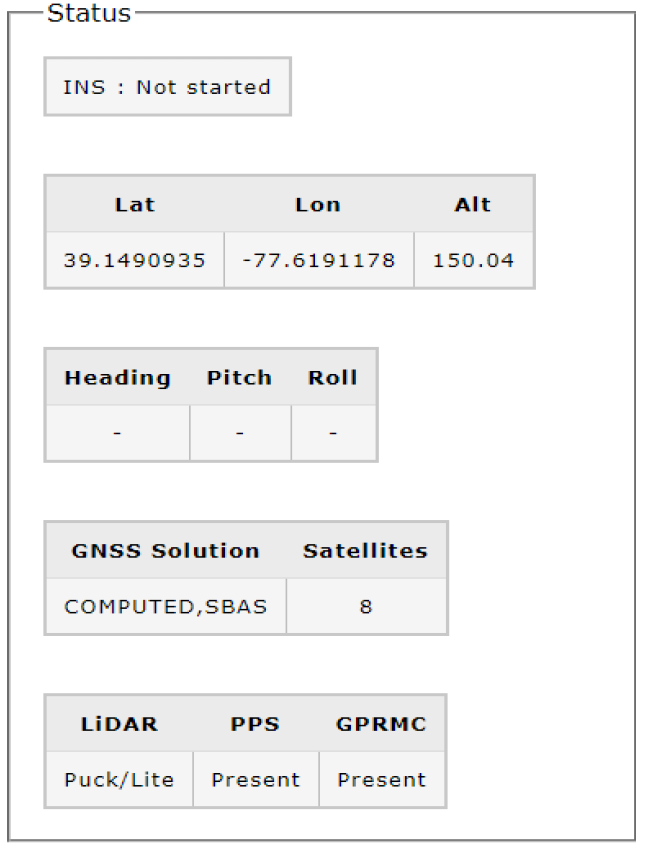 Status
INS : Not started
Lat Lon Alt
39.1490935 -77.6191178 150.04
Heading Pitch Roll
- - -
GNSS Solution Satellites
COMPUTED,SBAS 8
LiDAR PPS GPRMC
Puck/Lite Present Present